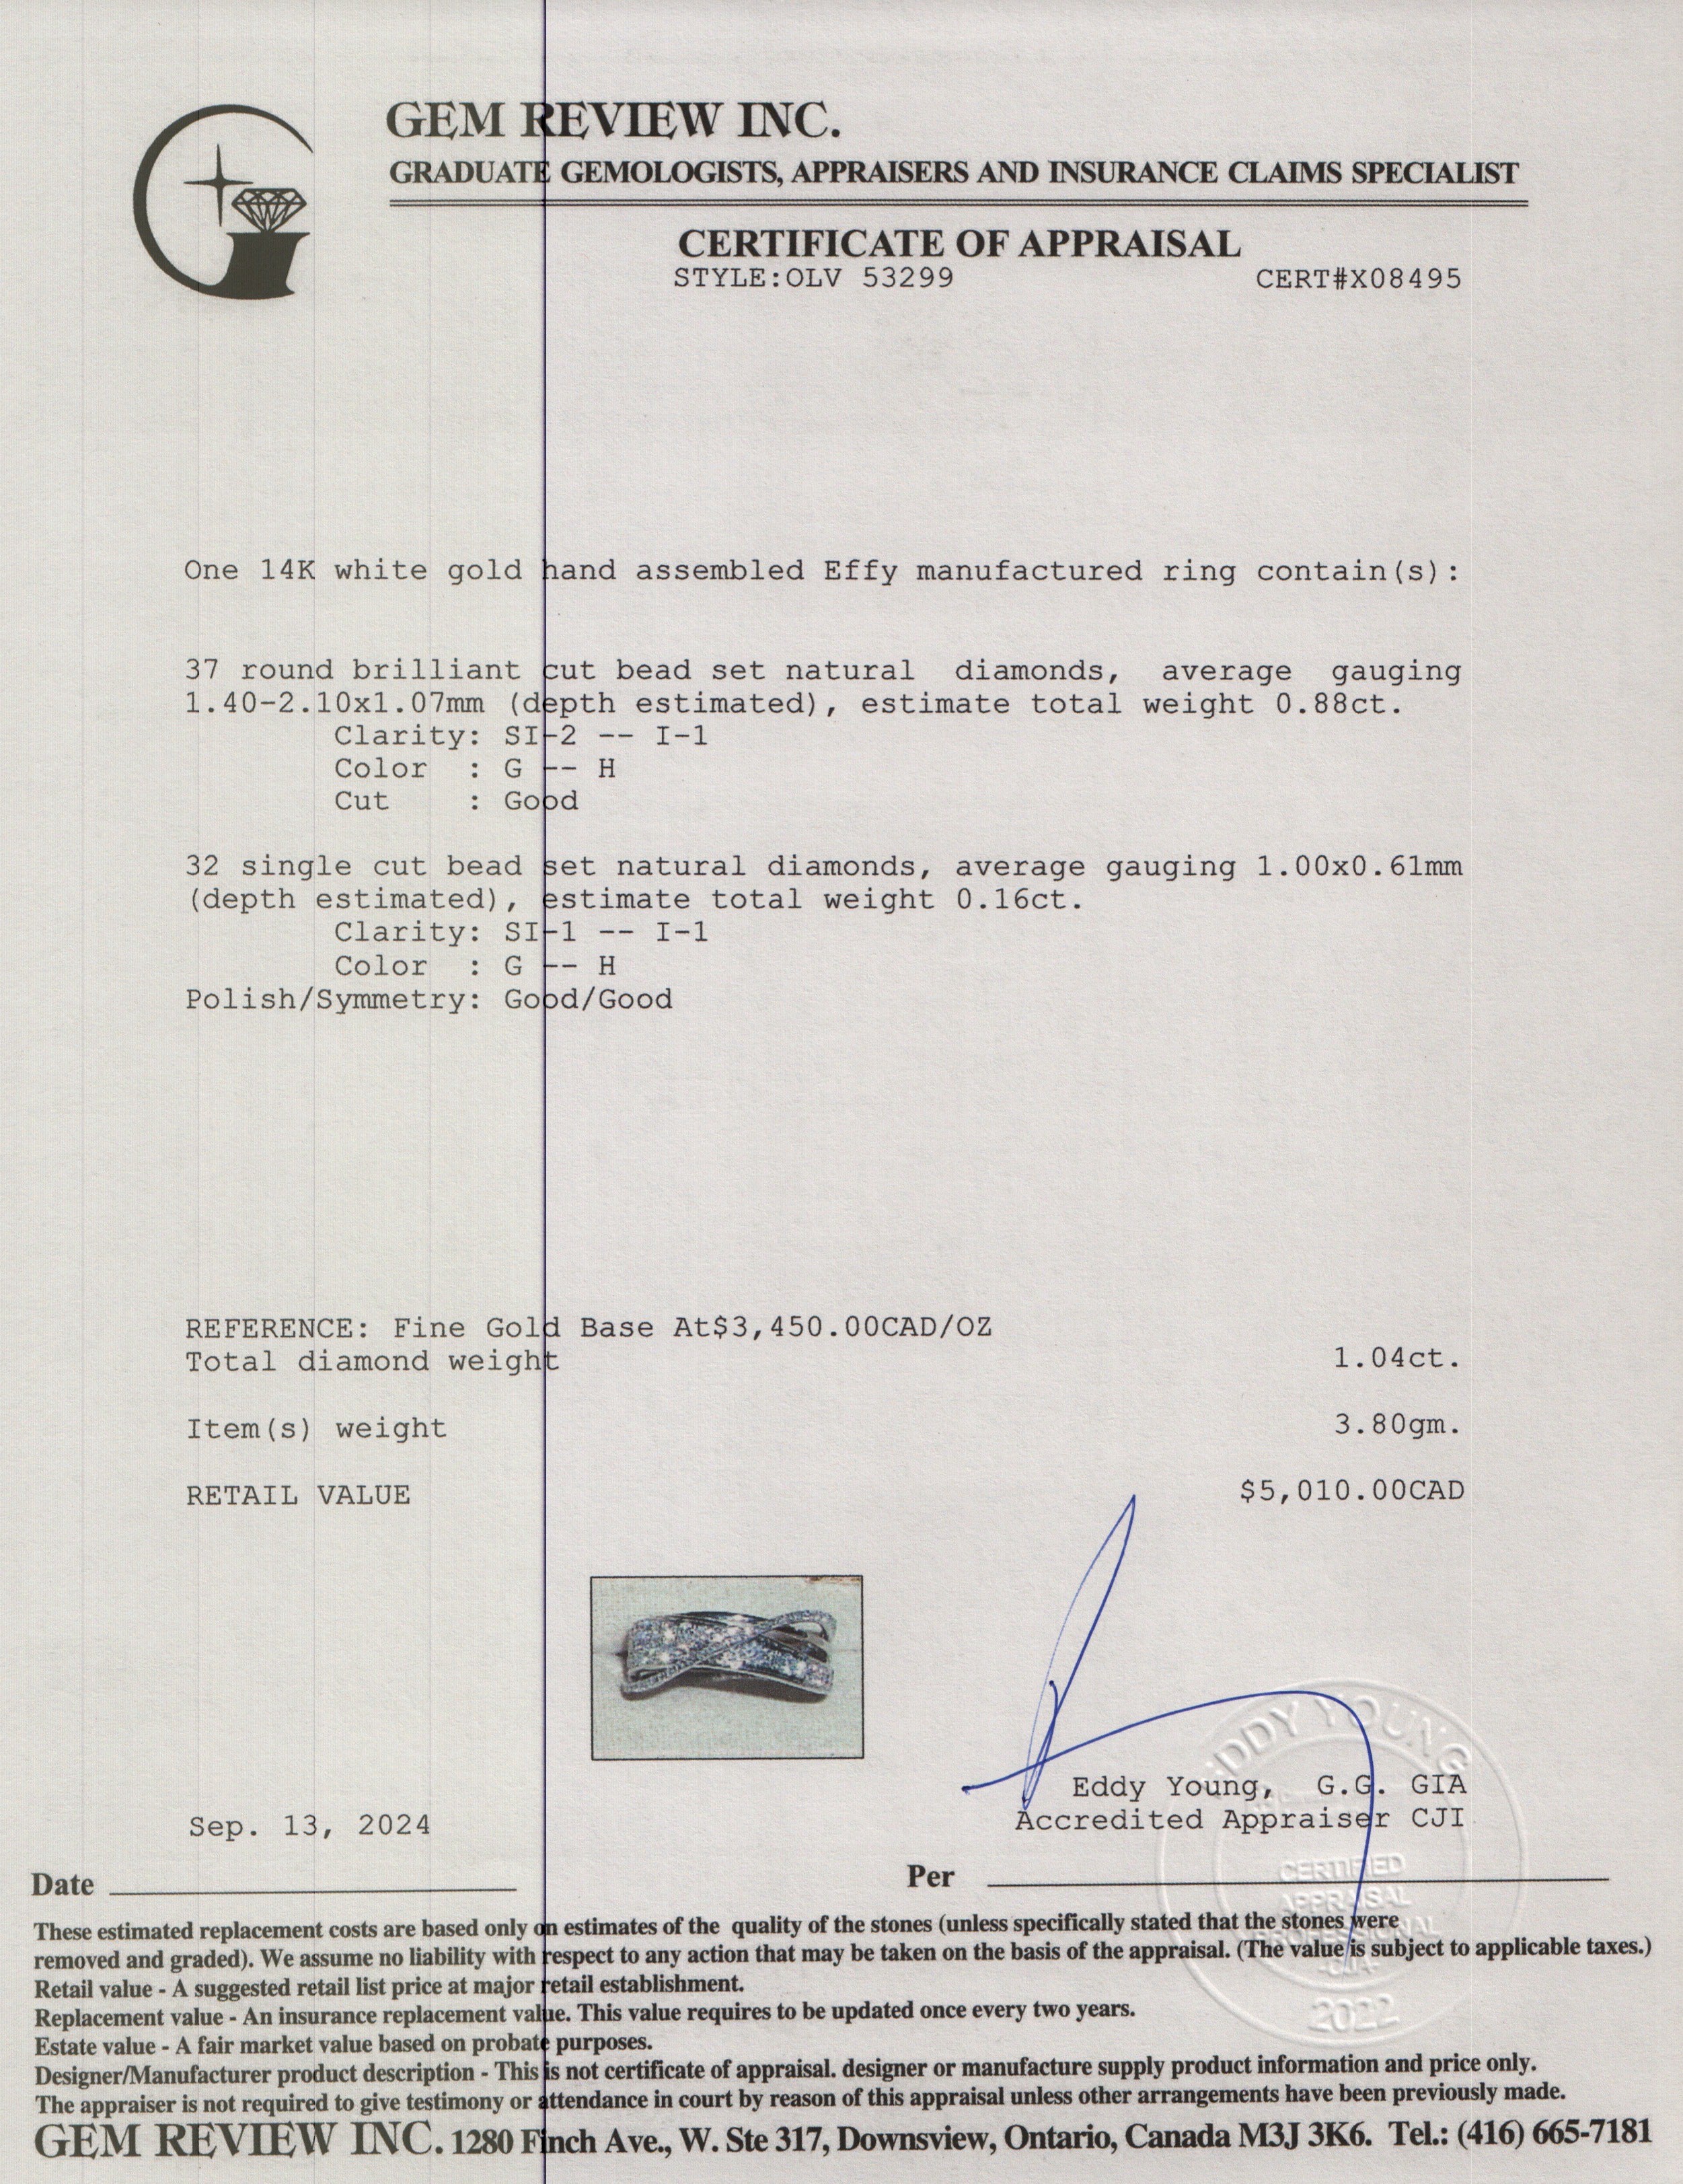 GEM REVIEW INC.
GRADUATE GEMOLOGISTS, APPRAISERS AND INSURANCE CLAIMS SPECIALIST
CERTIFICATE OF APPRAISAL
STYLE:OLV 53299 CERT#X08495
One 14K white gold hand assembled Effy manufactured ring contain(s):
37 round brilliant cut bead set natural diamonds, average gauging
1.40-2.10x1.07mm (depth estimated), estimate total weight 0.88ct.
Clarity: SI-2 -- I-1
Color : G -- H
Cut : Good
32 single cut bead set natural diamonds, average gauging 1.00x0.61mm
(depth estimated), estimate total weight 0.16ct.
Clarity: SI-1 -- I-1
Color : G -- H
Polish/Symmetry: Good/Good
REFERENCE: Fine Gold Base At$3,450.00CAD/OZ
Total diamond weight 1.04ct.
Item(s) weight 3.80gm.
RETAIL VALUE $5,010.00CAD
EDDY YOUNG
Eddy Young, G.G. GIA
Accredited Appraiser CJI
Sep. 13, 2024
Date Per
CERTIFIED
APPRAISAL
PROFESSIONAL
2022
These estimated replacement costs are based only on estimates of the quality of the stones (unless specifically stated that the stones were
removed and graded). We assume no liability with respect to any action that may be taken on the basis of the appraisal. (The value is subject to applicable taxes.)
Retail value - A suggested retail list price at major retail establishment.
Replacement value - An insurance replacement value. This value requires to be updated once every two years.
Estate value - A fair market value based on probate purposes.
Designer/Manufacturer product description - This is not certificate of appraisal. designer or manufacture supply product information and price only.
The appraiser is not required to give testimony or attendance in court by reason of this appraisal unless other arrangements have been previously made.
GEM REVIEW INC. 1280 Finch Ave., W. Ste 317, Downsview, Ontario, Canada M3J 3K6. Tel.: (416) 665-7181